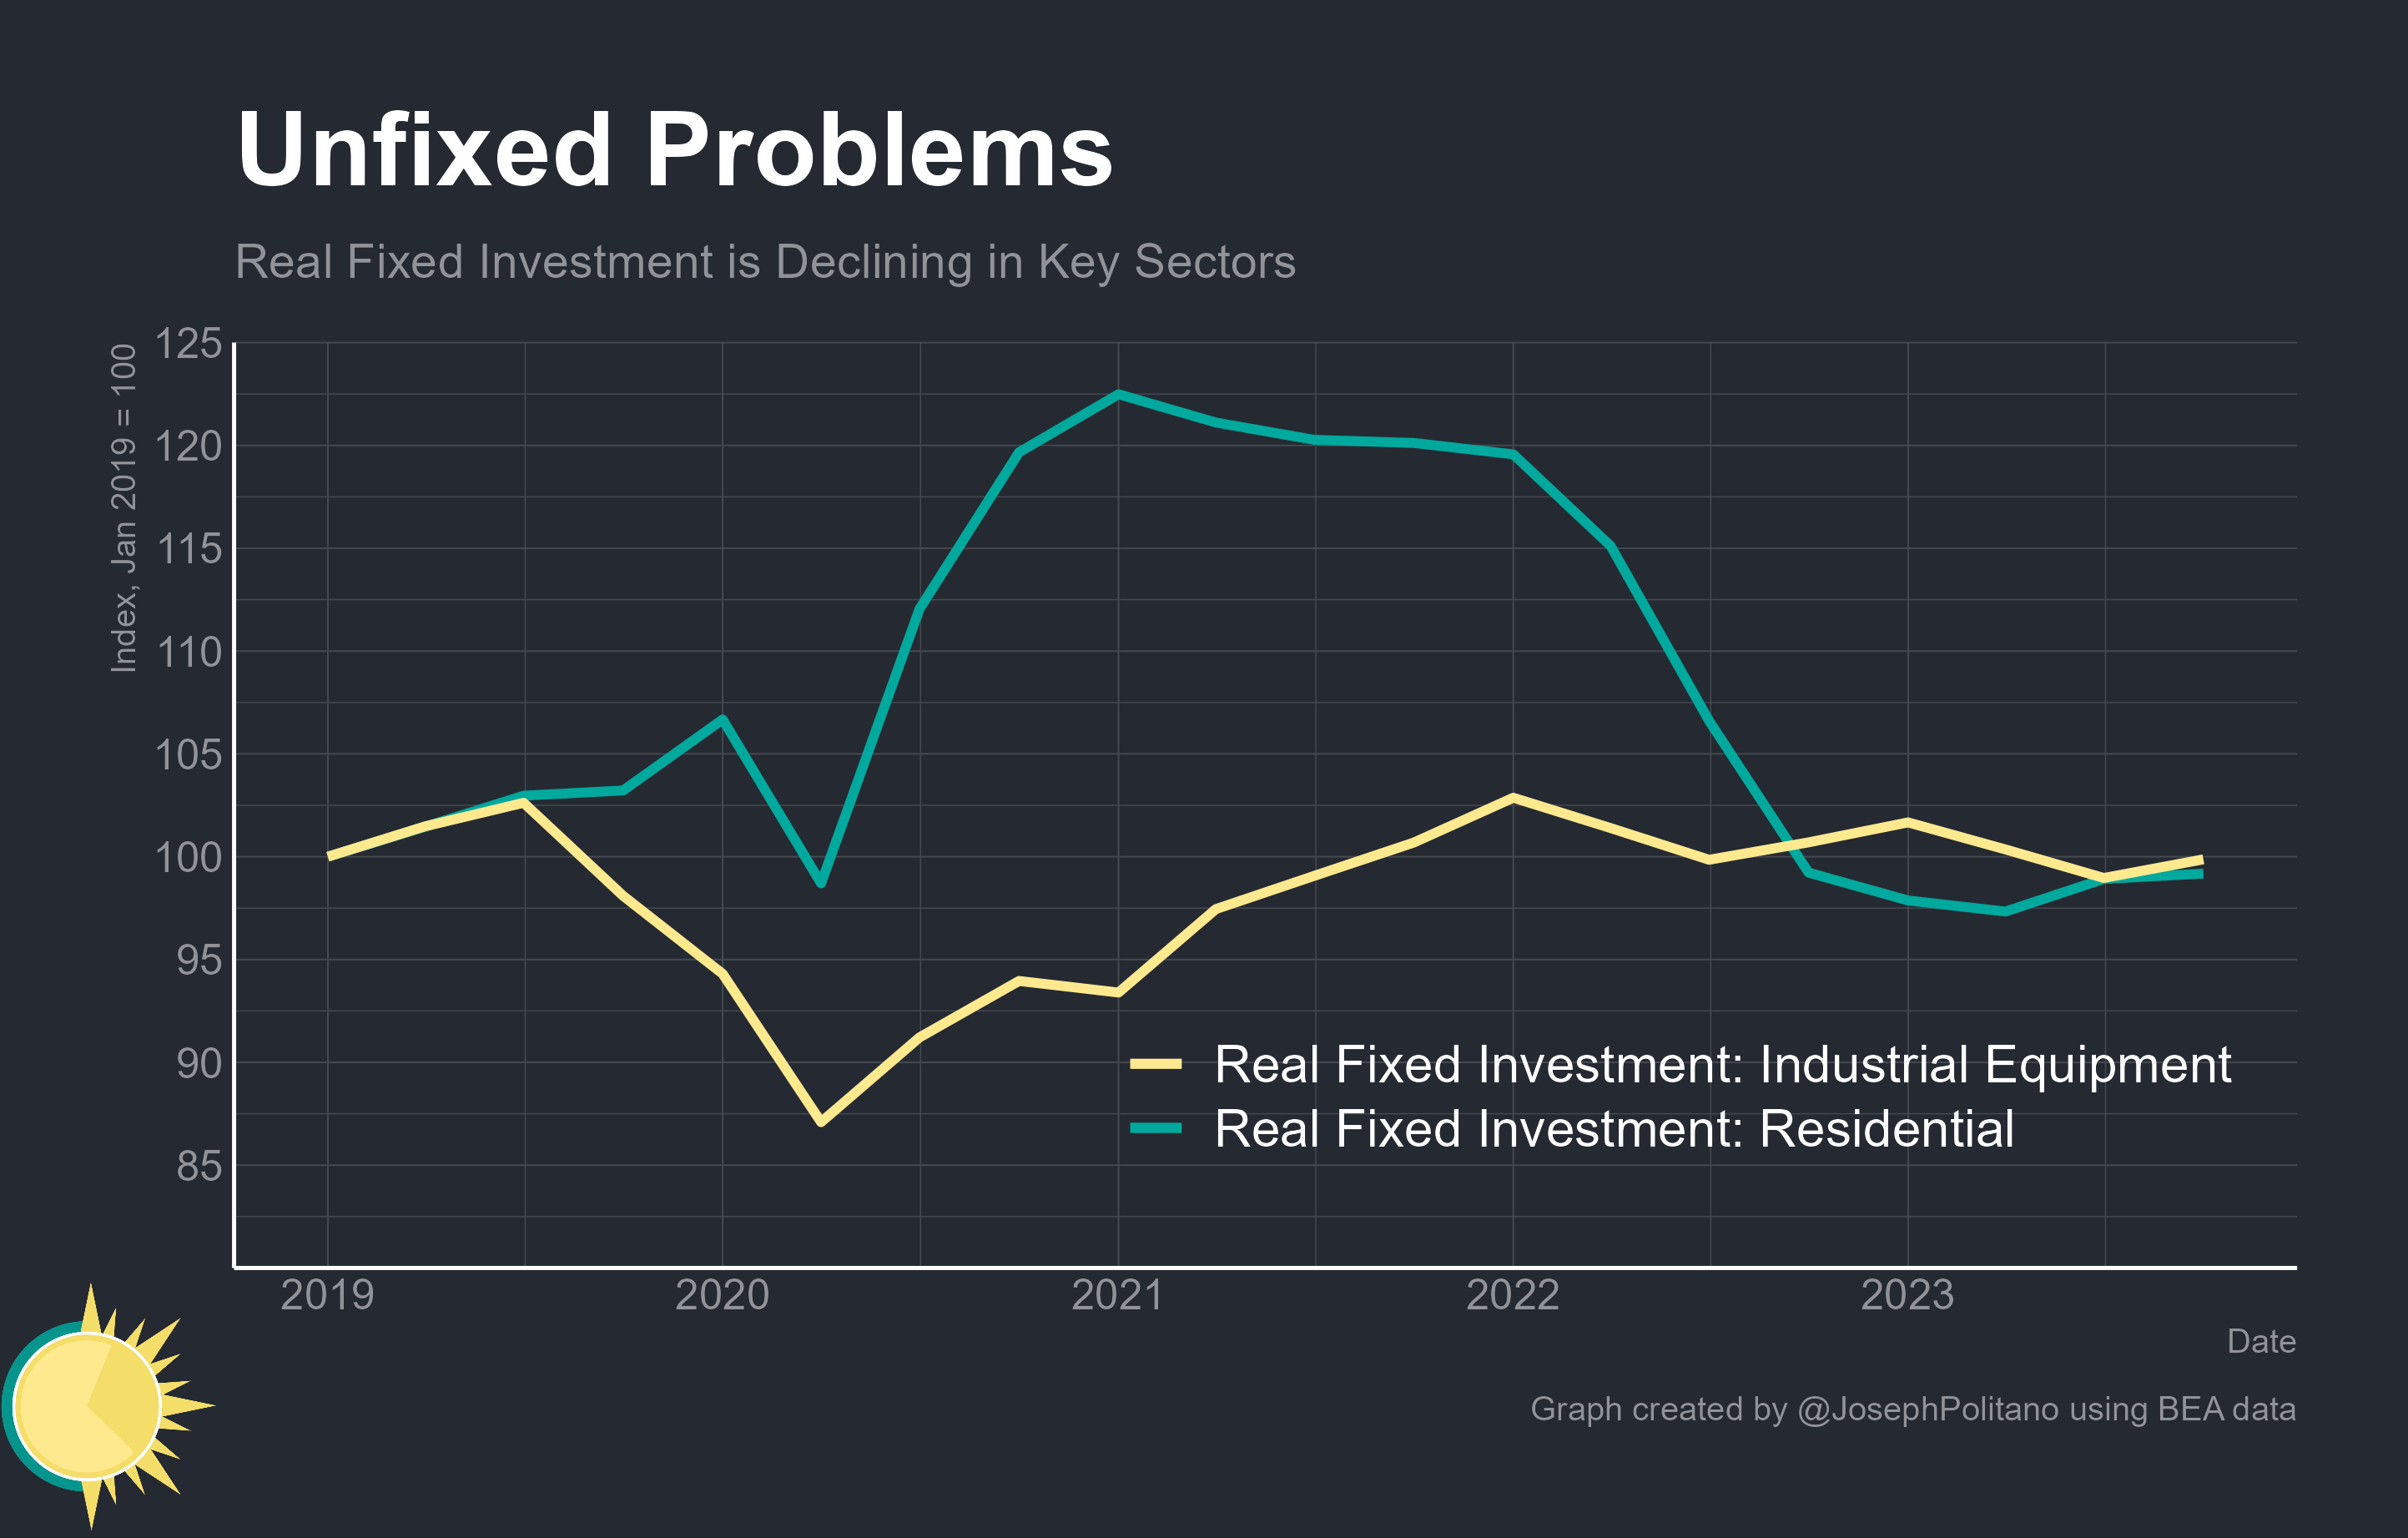 Unfixed Problems
Real Fixed Investment is Declining in Key Sectors
Index, Jan 2019 = 100
125
120
115
110
105
100
95
90
85
Real Fixed Investment: Industrial Equipment
Real Fixed Investment: Residential
2019 2020 2021 2022 2023
Date
Graph created by @JosephPolitano using BEA data